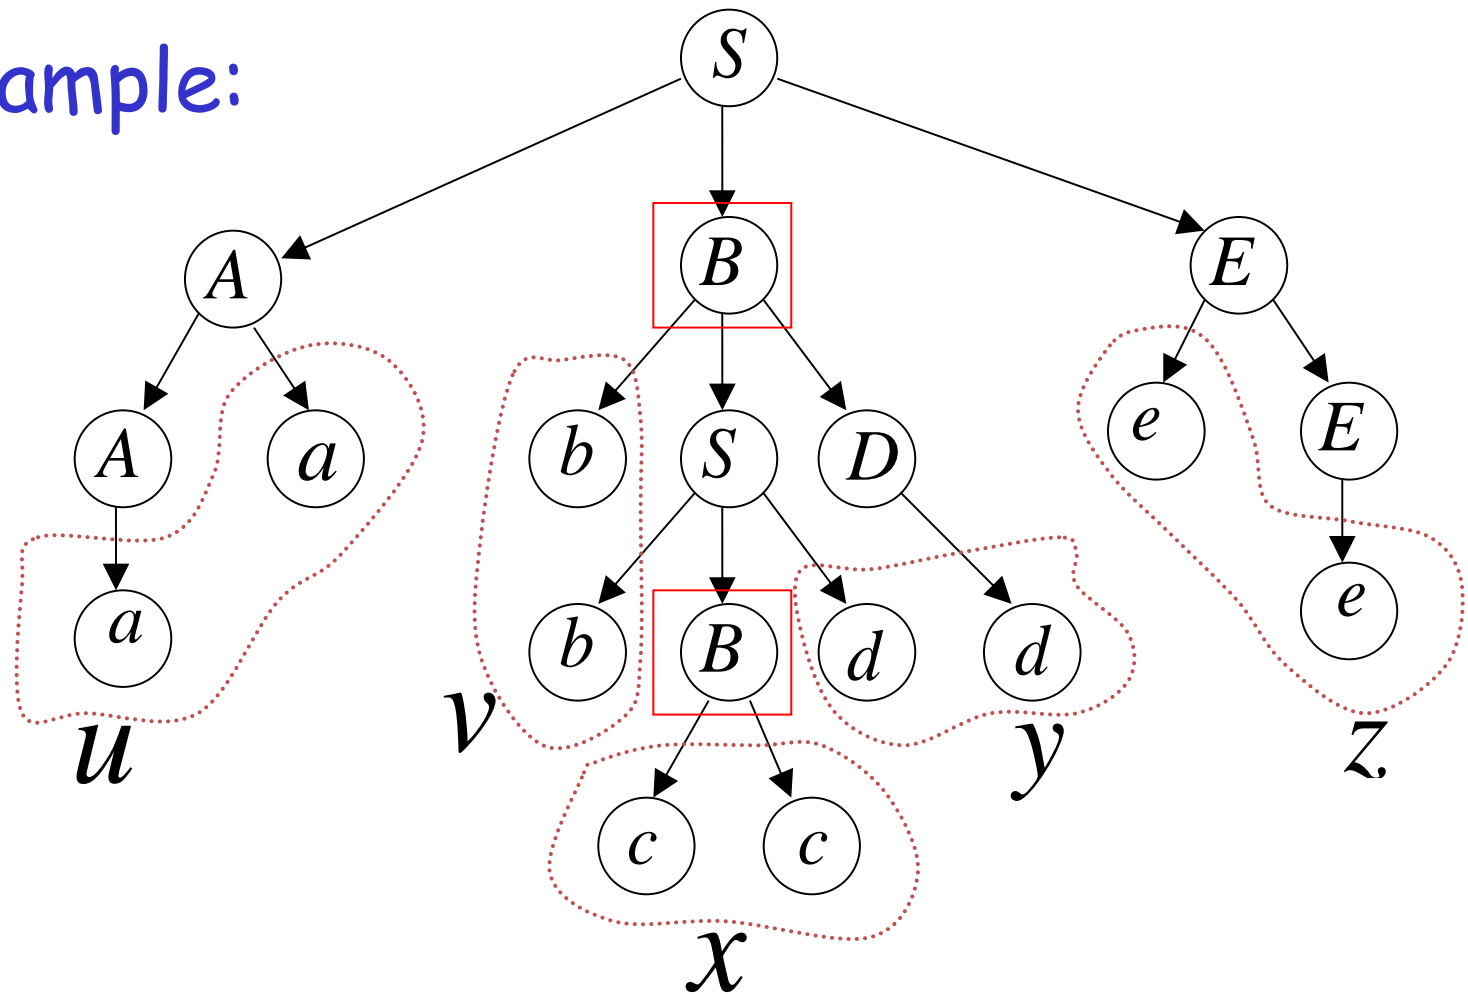 ample:
S
A B E
A a b S D e E
a b B d d e
u v y z
c c
x